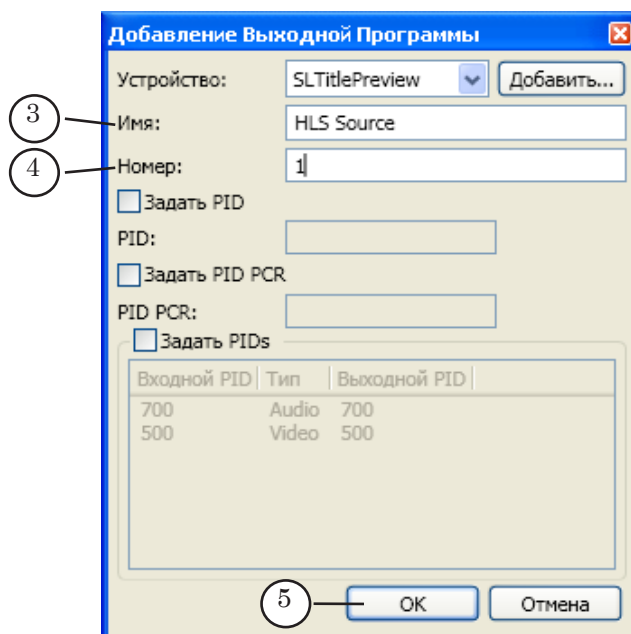 Добавление Выходной Программы
Устройство: SLTitlePreview Добавить...
3 Имя: HLS Source
4 Номер: 1
Задать PID
PID:
Задать PID PCR
PID PCR:
Задать PIDs
Входной PID Тип Выходной PID
700 Audio 700
500 Video 500
5 OK Отмена